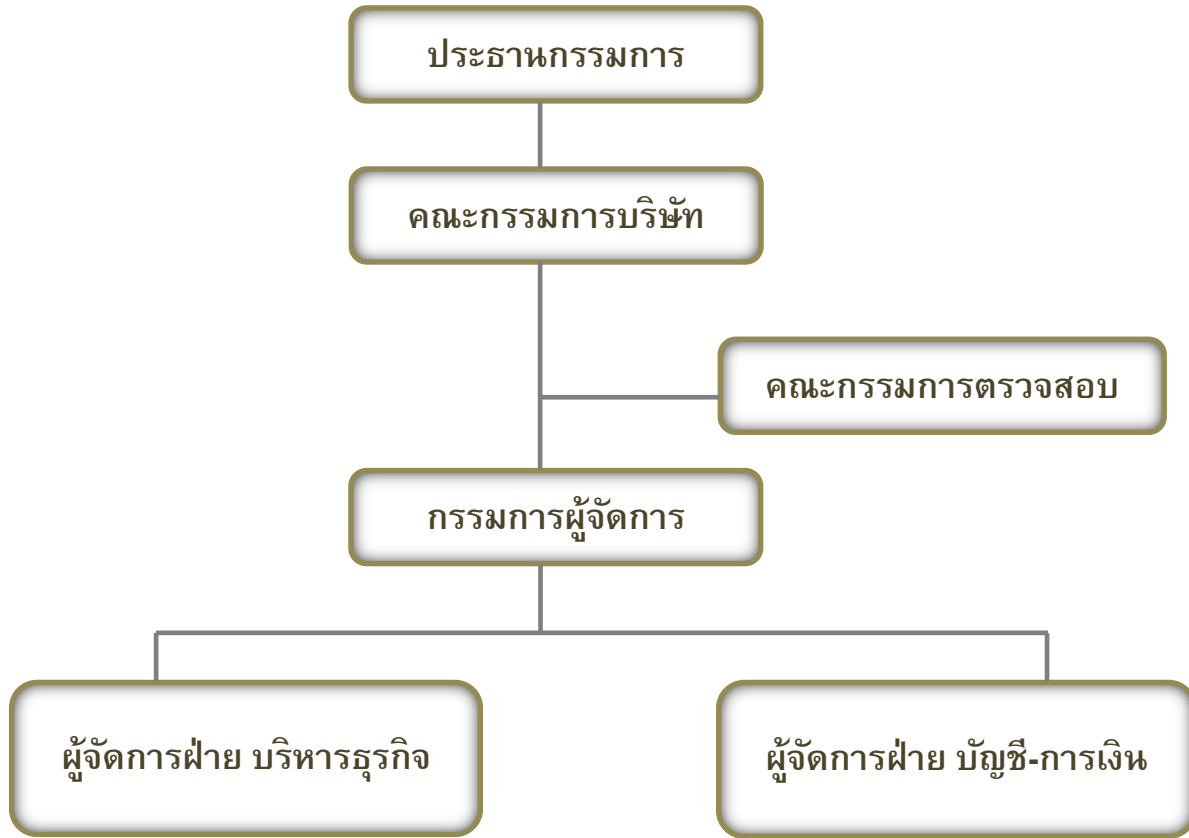 ประธานกรรมการ
คณะกรรมการบริษัท
คณะกรรมการตรวจสอบ
กรรมการผู้จัดการ
ผู้จัดการฝ่าย บริหารธุรกิจ
ผู้จัดการฝ่าย บัญชี-การเงิน